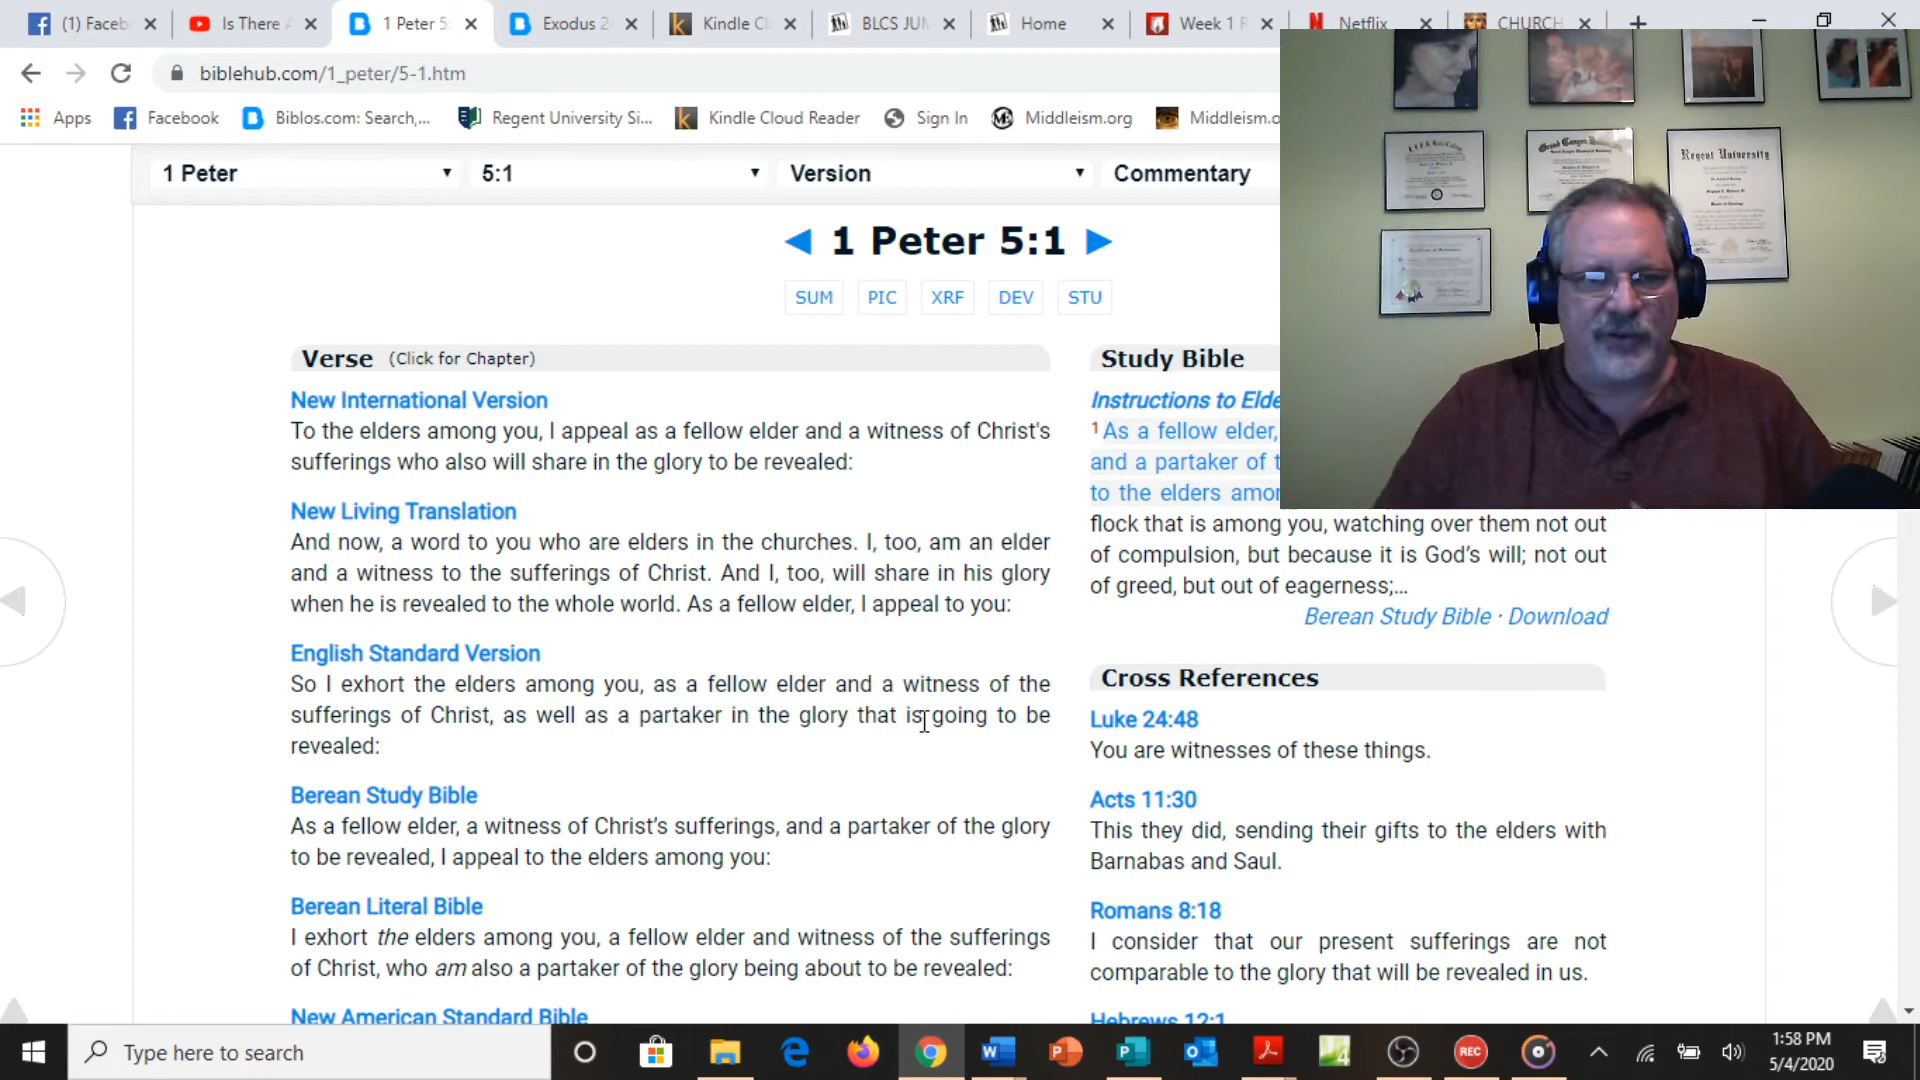 (1) Faceb
Is There A
1 Peter 5:
Exodus 2
Kindle Cl
BLCS JUN
Home
Week 1 R
Netflix
CHURCH
biblehub.com/1_peter/5-1.htm
Apps
Facebook
Biblos.com: Search,...
Regent University Si...
Kindle Cloud Reader
Sign In
Middleism.org
Middleism.o
1 Peter
5:1
Version
Commentary
1 Peter 5:1
SUM PIC XRF DEV STU
Verse (Click for Chapter)
New International Version
To the elders among you, I appeal as a fellow elder and a witness of Christ's
sufferings who also will share in the glory to be revealed:
New Living Translation
And now, a word to you who are elders in the churches. I, too, am an elder
and a witness to the sufferings of Christ. And I, too, will share in his glory
when he is revealed to the whole world. As a fellow elder, I appeal to you:
English Standard Version
So I exhort the elders among you, as a fellow elder and a witness of the
sufferings of Christ, as well as a partaker in the glory that is going to be
revealed:
Berean Study Bible
As a fellow elder, a witness of Christ’s sufferings, and a partaker of the glory
to be revealed, I appeal to the elders among you:
Berean Literal Bible
I exhort the elders among you, a fellow elder and witness of the sufferings
of Christ, who am also a partaker of the glory being about to be revealed:
New American Standard Bible
Study Bible
Instructions to Elde
1 As a fellow elder,
and a partaker of t
to the elders amon
flock that is among you, watching over them not out
of compulsion, but because it is God’s will; not out
of greed, but out of eagerness;...
Berean Study Bible · Download
Cross References
Luke 24:48
You are witnesses of these things.
Acts 11:30
This they did, sending their gifts to the elders with
Barnabas and Saul.
Romans 8:18
I consider that our present sufferings are not
comparable to the glory that will be revealed in us.
Hebrews 12:1
Regent University
Type here to search
REC
1:58 PM
5/4/2020